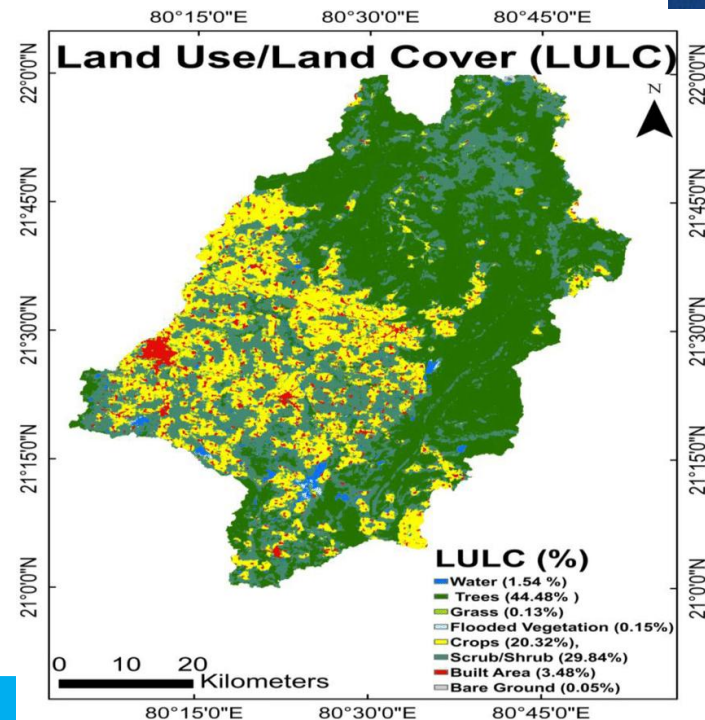 80°15'0"E 80°30'0"E 80°45'0"E
Land Use/Land Cover (LULC)
22°0'0"N 22°0'0"N
N
21°45'0"N 21°45'0"N
21°30'0"N 21°30'0"N
21°15'0"N 21°15'0"N
21°0'0"N 21°0'0"N
LULC (%)
Water (1.54 %)
Trees (44.48% )
Grass (0.13%)
Flooded Vegetation (0.15%)
Crops (20.32%),
Scrub/Shrub (29.84%)
Built Area (3.48%)
Bare Ground (0.05%)
0 10 20
Kilometers
80°15'0"E 80°30'0"E 80°45'0"E